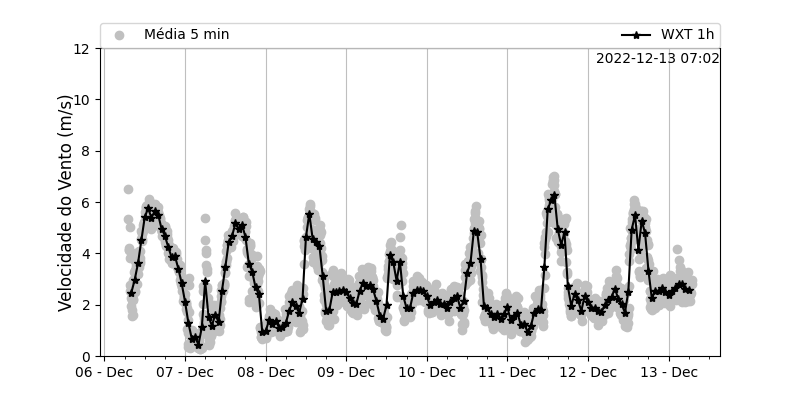 Média 5 min
WXT 1h
2022-12-13 07:02
Velocidade do Vento (m/s)
12
10
8
6
4
2
0
06 - Dec 07 - Dec 08 - Dec 09 - Dec 10 - Dec 11 - Dec 12 - Dec 13 - Dec